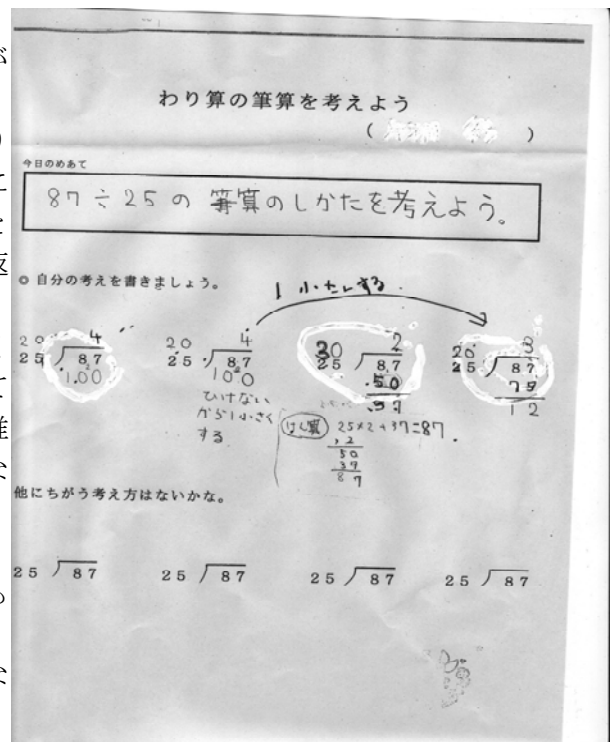 わり算の筆算を考えよう
(                )
今日のめあて
87÷25の 筆算のしかたを考えよう。
◎ 自分の考えを書きましょう。
1 小さくする
20 4
25 87
100
20 4
25 87
100
ひけない
から1小さく
する
30 2
25 87
50
37
けん算 25×2+37=87
50
37
87
20 3
25 87
75
12
他にちがう考え方はないかな。
25 87 25 87 25 87 25 87